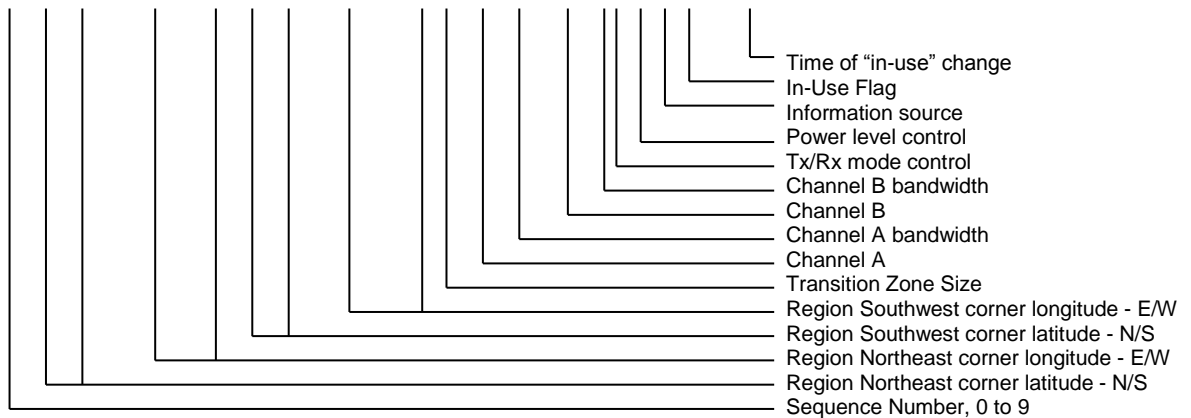 Time of “in-use” change
In-Use Flag
Information source
Power level control
Tx/Rx mode control
Channel B bandwidth
Channel B
Channel A bandwidth
Channel A
Transition Zone Size
Region Southwest corner longitude - E/W
Region Southwest corner latitude - N/S
Region Northeast corner longitude - E/W
Region Northeast corner latitude - N/S
Sequence Number, 0 to 9